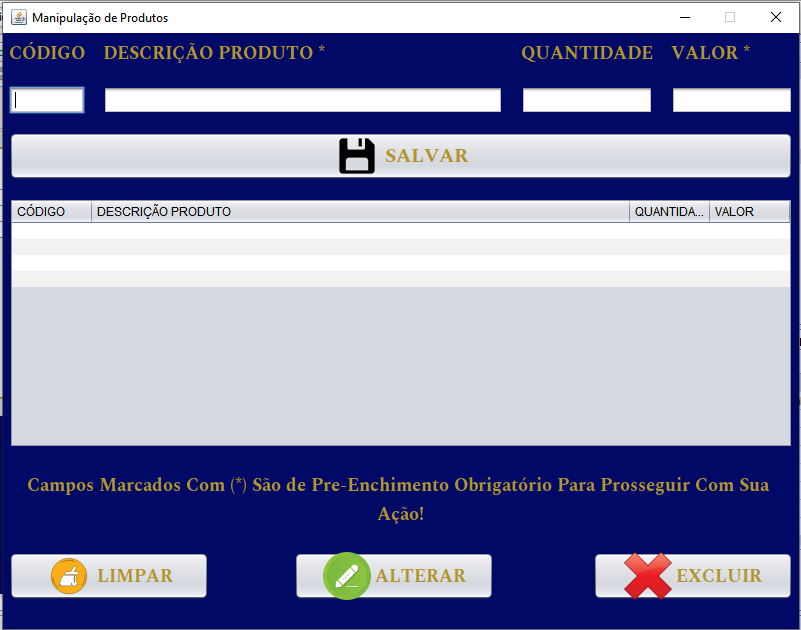 Manipulação de Produtos
CÓDIGO DESCRIÇÃO PRODUTO * QUANTIDADE VALOR *
SALVAR
CÓDIGO DESCRIÇÃO PRODUTO QUANTIDA... VALOR
Campos Marcados Com (*) São de Pre-Enchimento Obrigatório Para Prosseguir Com Sua
Ação!
LIMPAR ALTERAR EXCLUIR